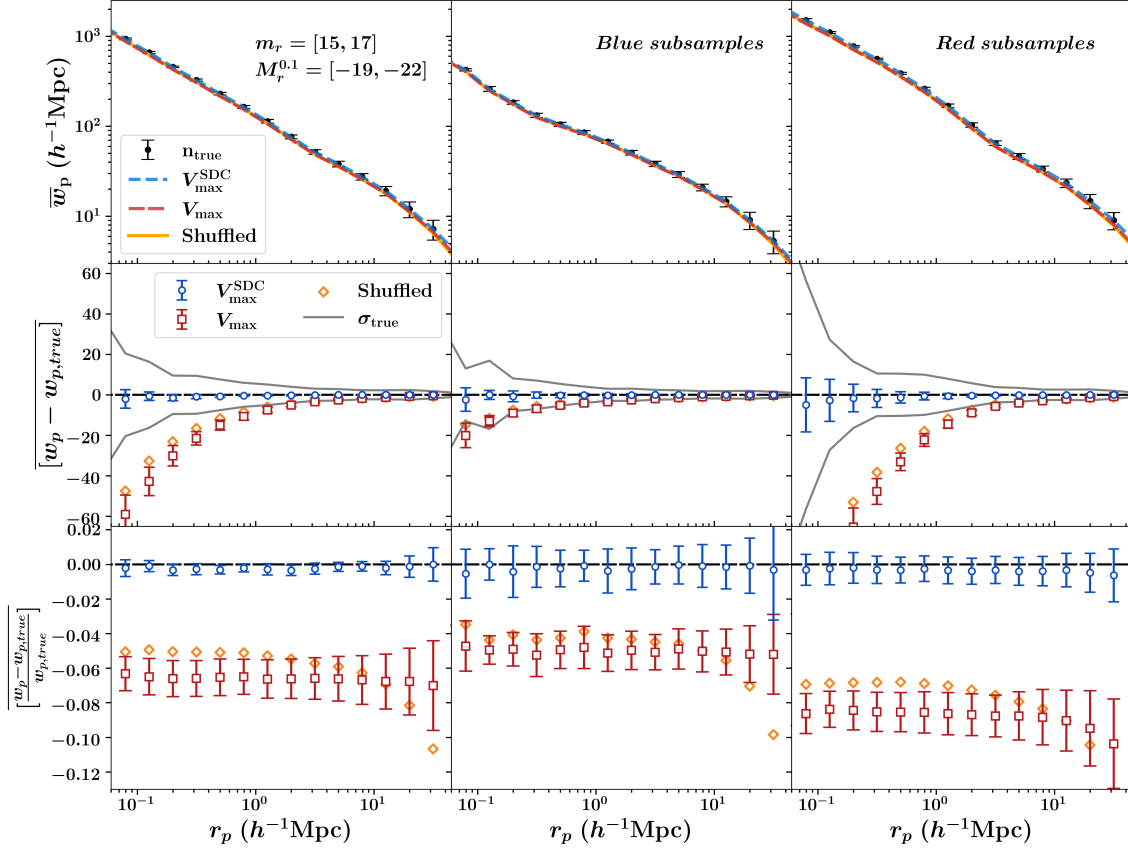 m_r = [15, 17]
M_r^{0.1} = [−19, −22]
Blue subsamples
Red subsamples
10^3
10^2
10^1
w̅_p (h^{−1}Mpc)
n_true
V_max^SDC
V_max
Shuffled
60
40
20
0
−20
−40
−60
[w_p − w_{p,true}]
V_max^SDC
V_max
Shuffled
σ_true
0.02
0.00
−0.02
−0.04
−0.06
−0.08
−0.10
−0.12
[w_p−w_{p,true}
w_{p,true}]
10^{−1} 10^0 10^1 10^{−1} 10^0 10^1 10^{−1} 10^0 10^1
r_p (h^{−1}Mpc) r_p (h^{−1}Mpc) r_p (h^{−1}Mpc)